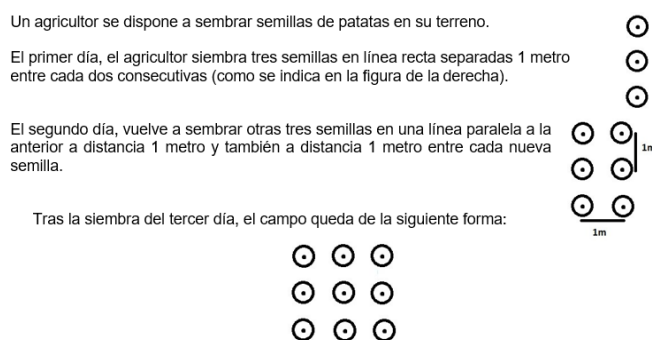 Un agricultor se dispone a sembrar semillas de patatas en su terreno.
El primer día, el agricultor siembra tres semillas en línea recta separadas 1 metro
entre cada dos consecutivas (como se indica en la figura de la derecha).
El segundo día, vuelve a sembrar otras tres semillas en una línea paralela a la
anterior a distancia 1 metro y también a distancia 1 metro entre cada nueva
semilla.
1m
Tras la siembra del tercer día, el campo queda de la siguiente forma: